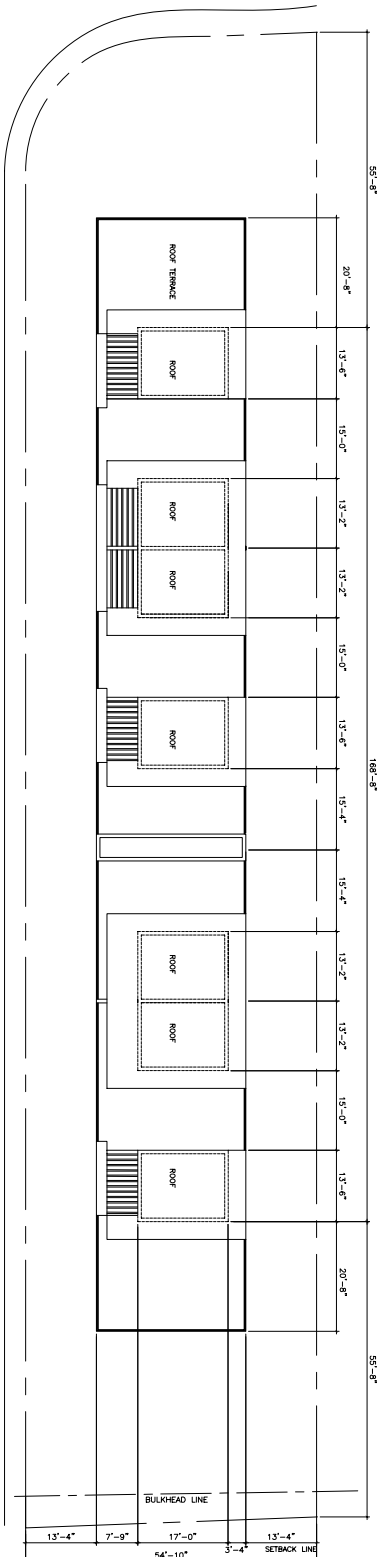 55'-8"
20'-8"
ROOF TERRACE
13'-6"
ROOF
15'-0"
13'-2"
ROOF
13'-2"
ROOF
15'-0"
168'-8"
13'-6"
ROOF
15'-4"
15'-4"
13'-2"
ROOF
13'-2"
ROOF
15'-0"
13'-6"
ROOF
20'-8"
55'-8"
BULKHEAD LINE
13'-4"
7'-9"
17'-0"
3'-4"
13'-4"
SETBACK LINE
54'-10"